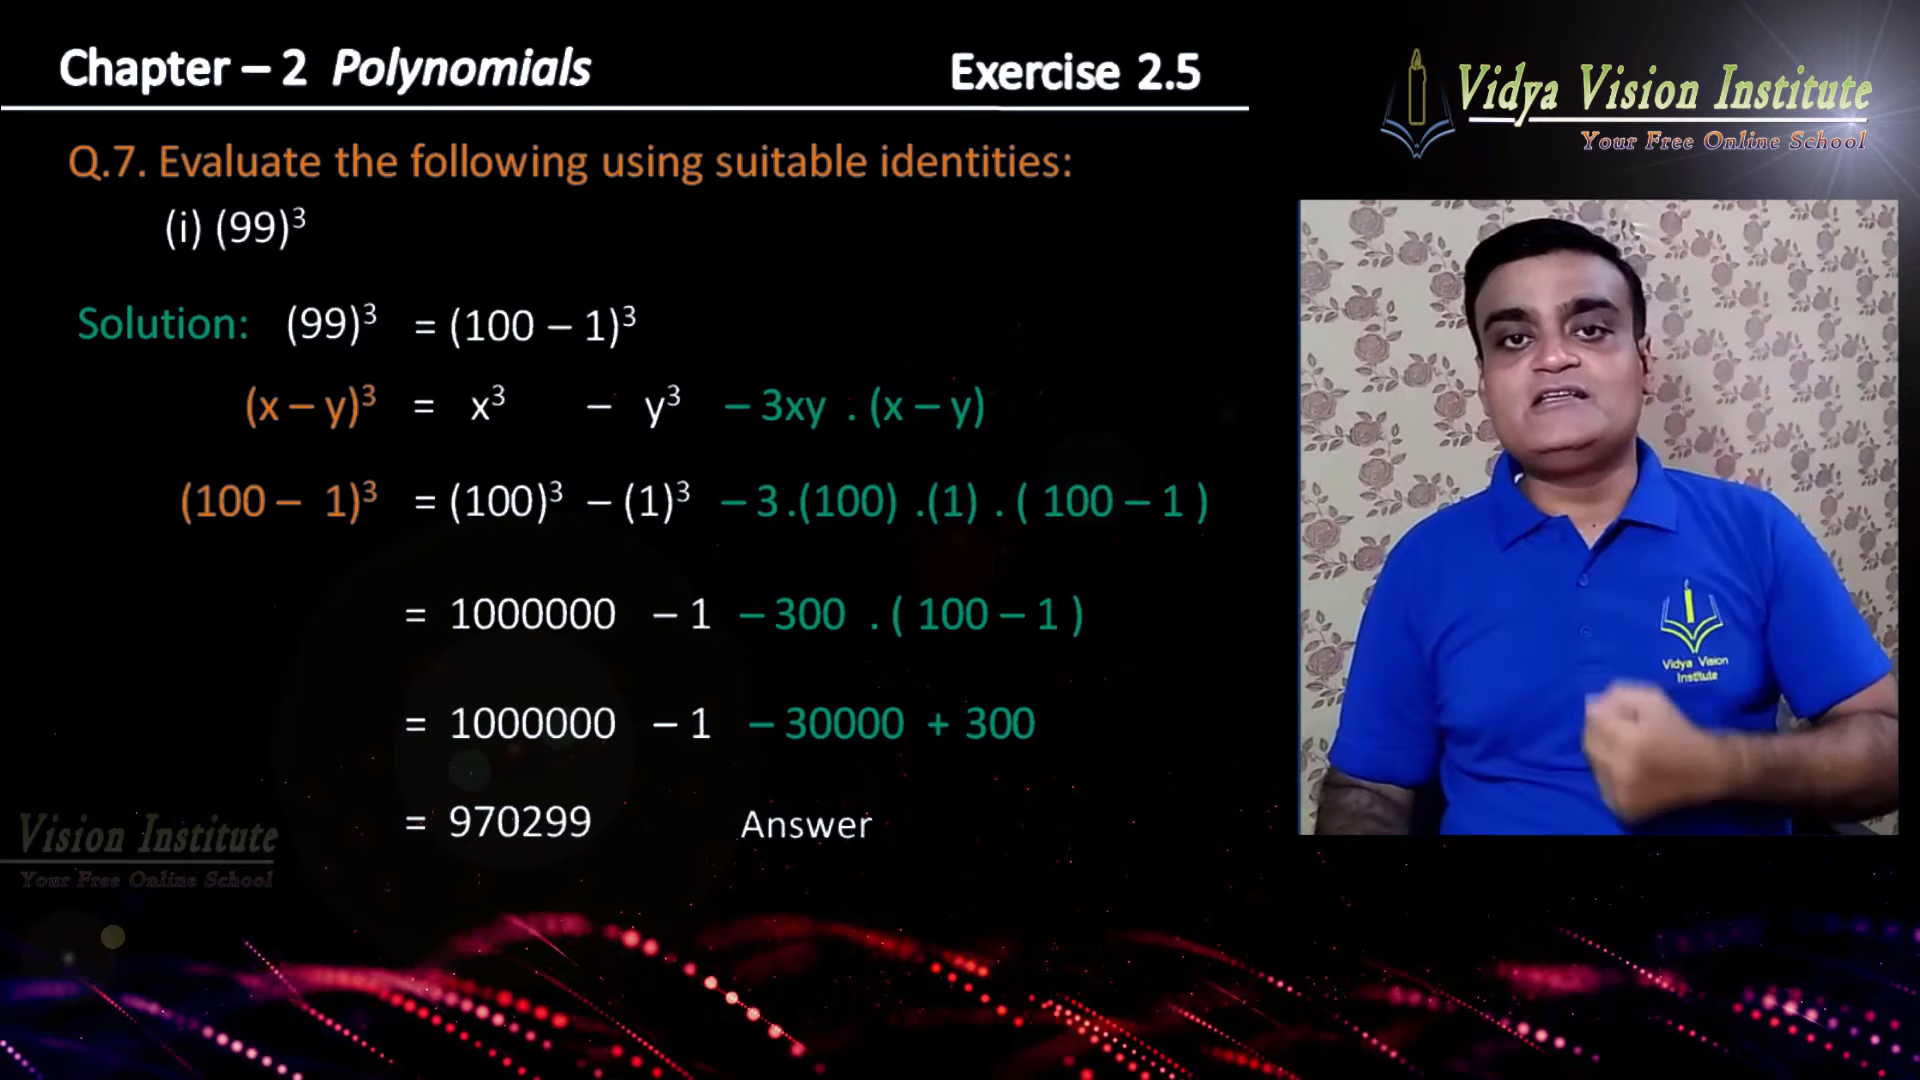 Chapter – 2 Polynomials
Exercise 2.5
Vidya Vision Institute
Your Free Online School
Q.7. Evaluate the following using suitable identities:
(i) (99)³
Solution: (99)³ = (100 – 1)³
(x – y)³ = x³ – y³ – 3xy . (x – y)
(100 – 1)³ = (100)³ – (1)³ – 3 .(100) .(1) . ( 100 – 1 )
= 1000000 – 1 – 300 . ( 100 – 1 )
= 1000000 – 1 – 30000 + 300
= 970299 Answer
Vidya Vision
Institute
Vision Institute
Your Free Online School